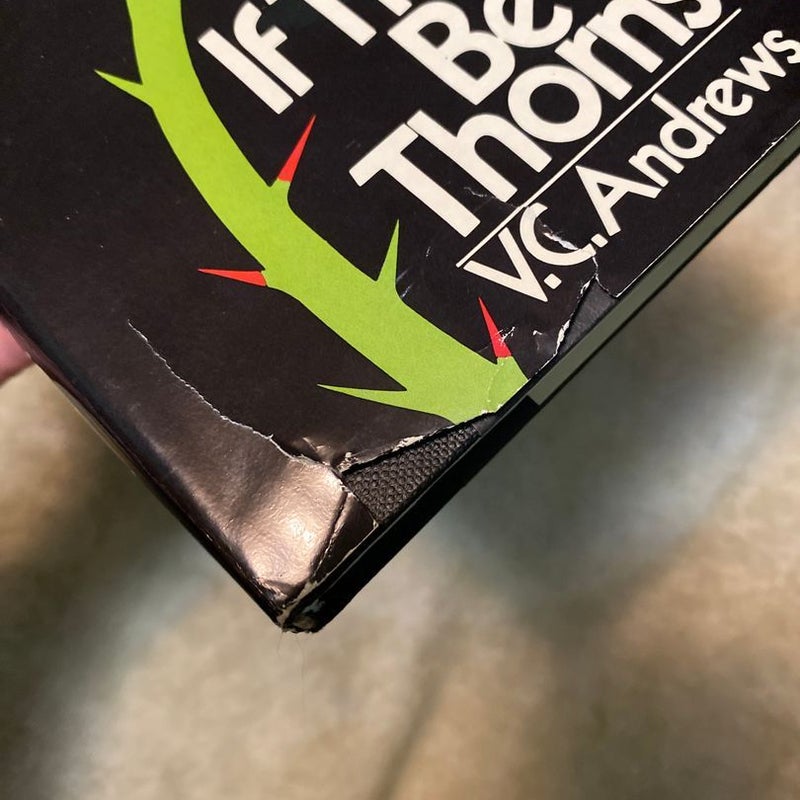 If
Be
Thorns
V.C. Andrews